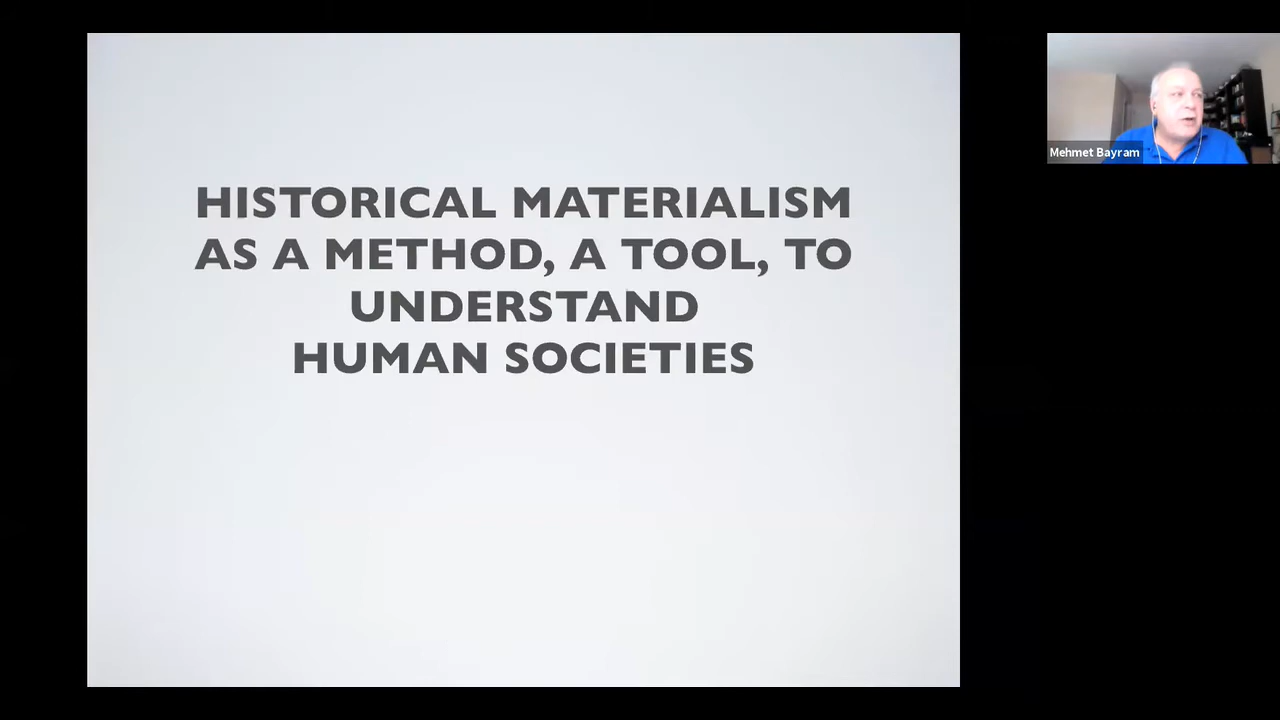 HISTORICAL MATERIALISM
AS A METHOD, A TOOL, TO
UNDERSTAND
HUMAN SOCIETIES
Mehmet Bayram